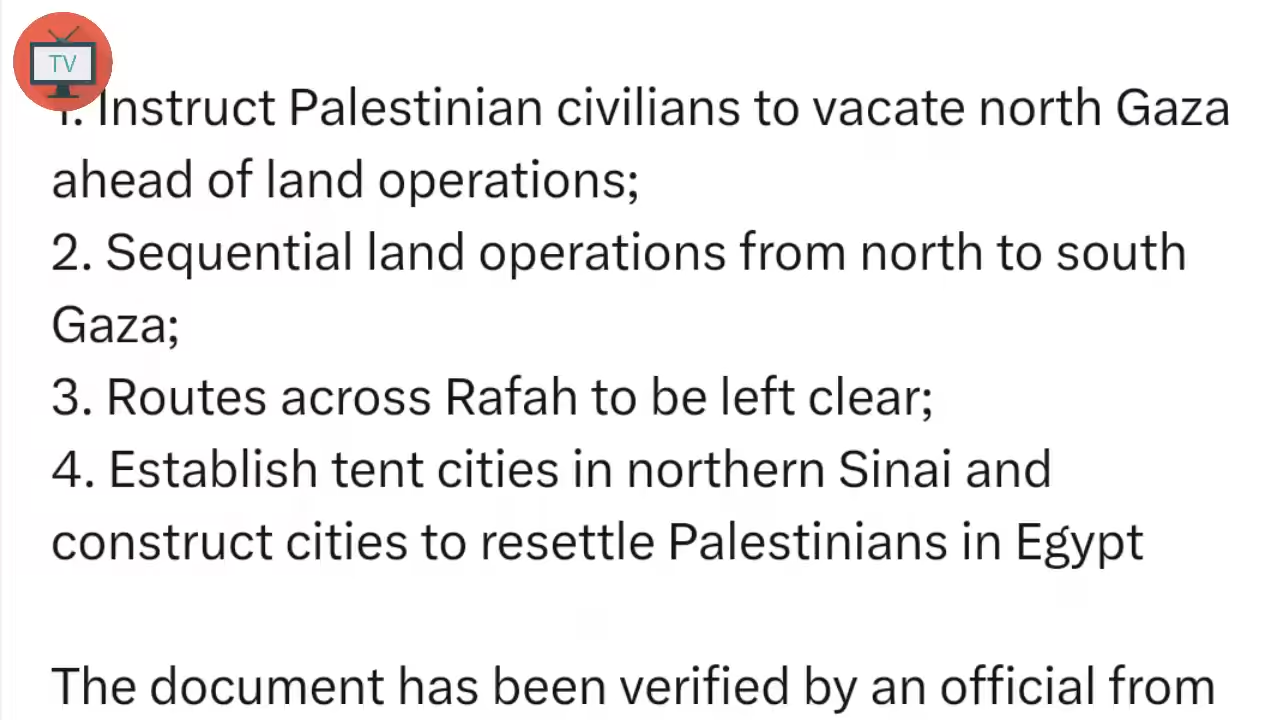 TV
1. Instruct Palestinian civilians to vacate north Gaza
ahead of land operations;
2. Sequential land operations from north to south
Gaza;
3. Routes across Rafah to be left clear;
4. Establish tent cities in northern Sinai and
construct cities to resettle Palestinians in Egypt
The document has been verified by an official from